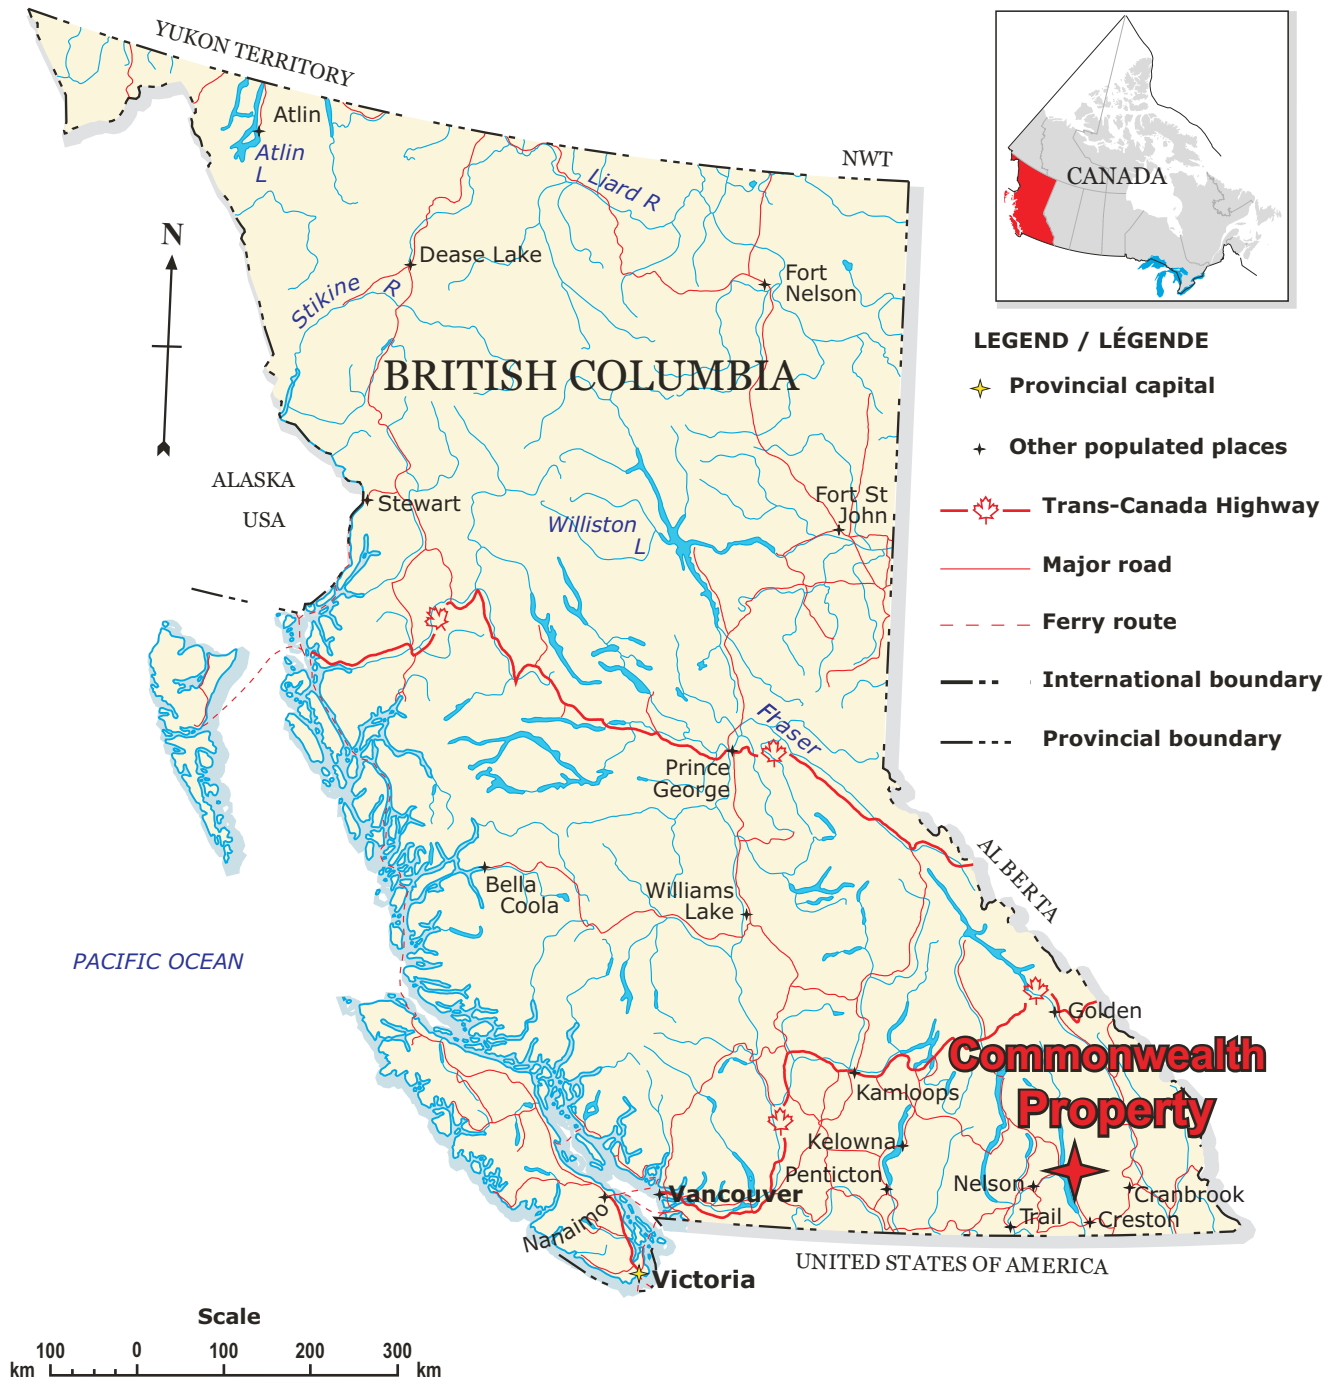 YUKON TERRITORY
NWT
Atlin
Atlin
L
Liard R
N
Dease Lake
Stikine R
Fort
Nelson
CANADA
LEGEND / LÉGENDE
Provincial capital
Other populated places
Trans-Canada Highway
Major road
Ferry route
International boundary
Provincial boundary
BRITISH COLUMBIA
ALASKA
USA
Stewart
Fort St
John
Williston
L
Fraser
Prince
George
ALBERTA
Bella
Coola
Williams
Lake
PACIFIC OCEAN
Golden
Commonwealth
Property
Kamloops
Kelowna
Penticton
Nelson
Cranbrook
Vancouver
Trail
Creston
Nanaimo
Victoria
UNITED STATES OF AMERICA
Scale
100 0 100 200 300
km km